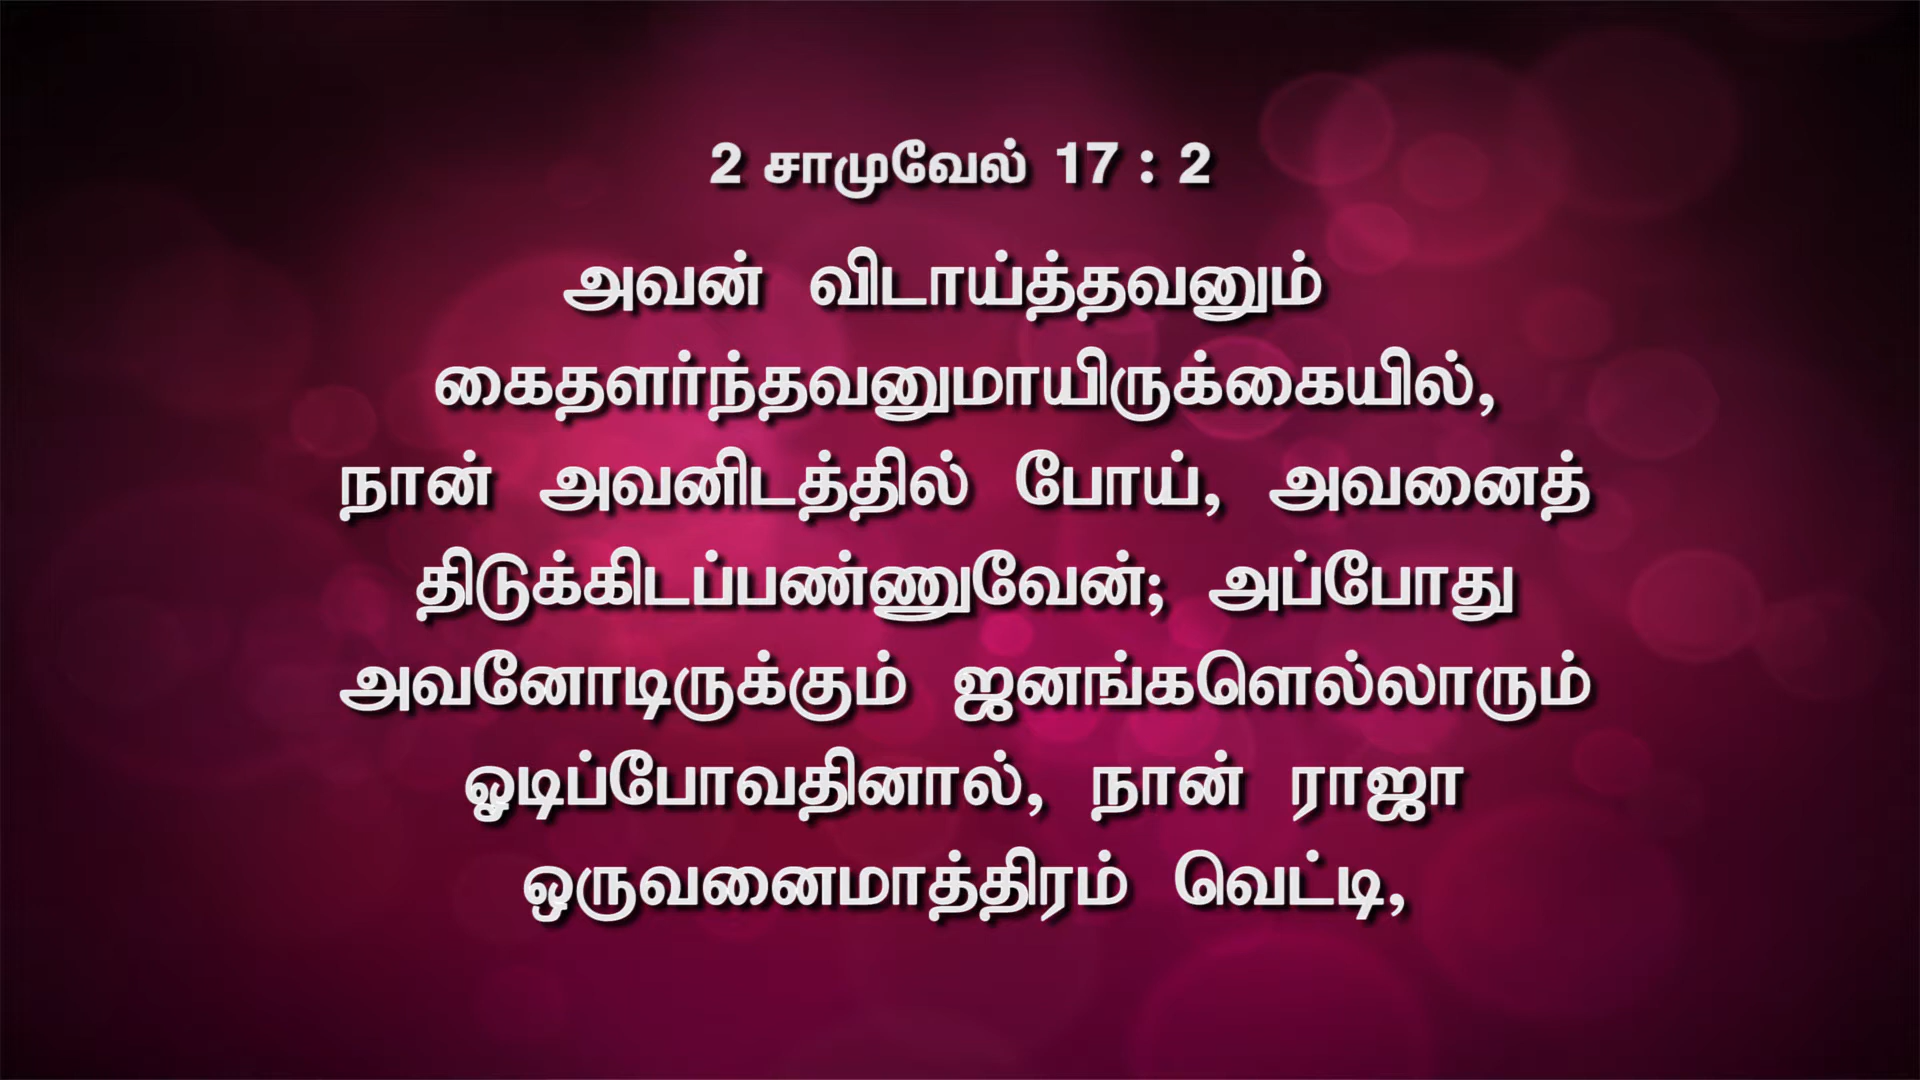 2 சாமுவேல் 17 : 2
அவன் விடாய்த்தவனும்
கைதளர்ந்தவனுமாயிருக்கையில்,
நான் அவனிடத்தில் போய், அவனைத்
திடுக்கிடப்பண்ணுவேன்; அப்போது
அவனோடிருக்கும் ஜனங்களெல்லாரும்
ஓடிப்போவதினால், நான் ராஜா
ஒருவனைமாத்திரம் வெட்டி,